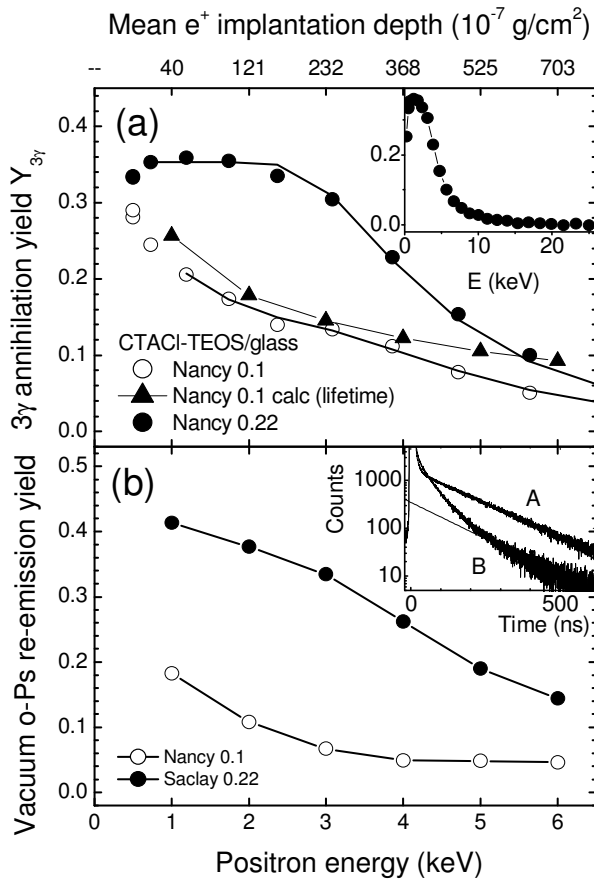 Mean e⁺ implantation depth (10⁻⁷ g/cm²)
-- 40 121 232 368 525 703
(a)
3γ annihilation yield Y₃γ
0.4
0.3
0.2
0.1
0.0
0.2
0.0
0 10 20
E (keV)
CTACl-TEOS/glass
Nancy 0.1
Nancy 0.1 calc (lifetime)
Nancy 0.22
(b)
Vacuum o-Ps re-emission yield
0.5
0.4
0.3
0.2
0.1
0.0
Counts
1000
100
10
A
B
0 500
Time (ns)
Nancy 0.1
Saclay 0.22
0 1 2 3 4 5 6
Positron energy (keV)